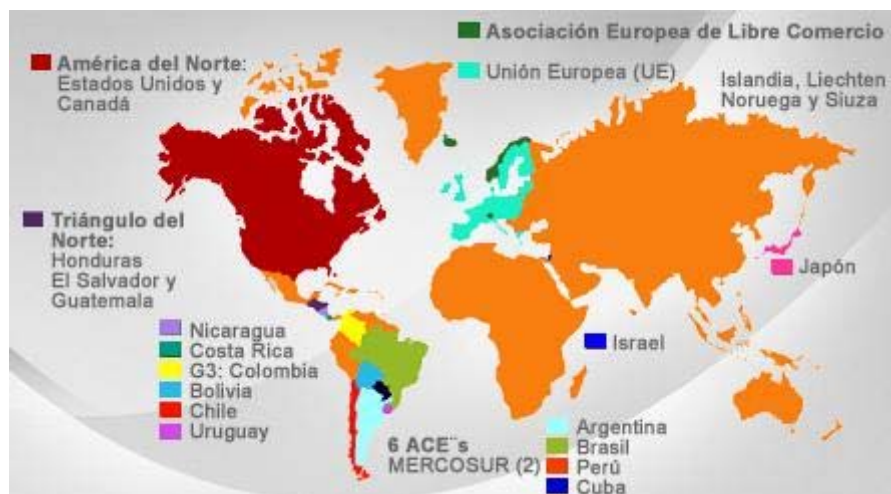 América del Norte:
Estados Unidos y
Canadá
Asociación Europea de Libre Comercio
Unión Europea (UE)
Islandia, Liechten
Noruega y Siuza
Triángulo del
Norte:
Honduras
El Salvador y
Guatemala
Japón
Nicaragua
Costa Rica
G3: Colombia
Bolivia
Chile
Uruguay
Israel
6 ACE¨s
MERCOSUR (2)
Argentina
Brasil
Perú
Cuba